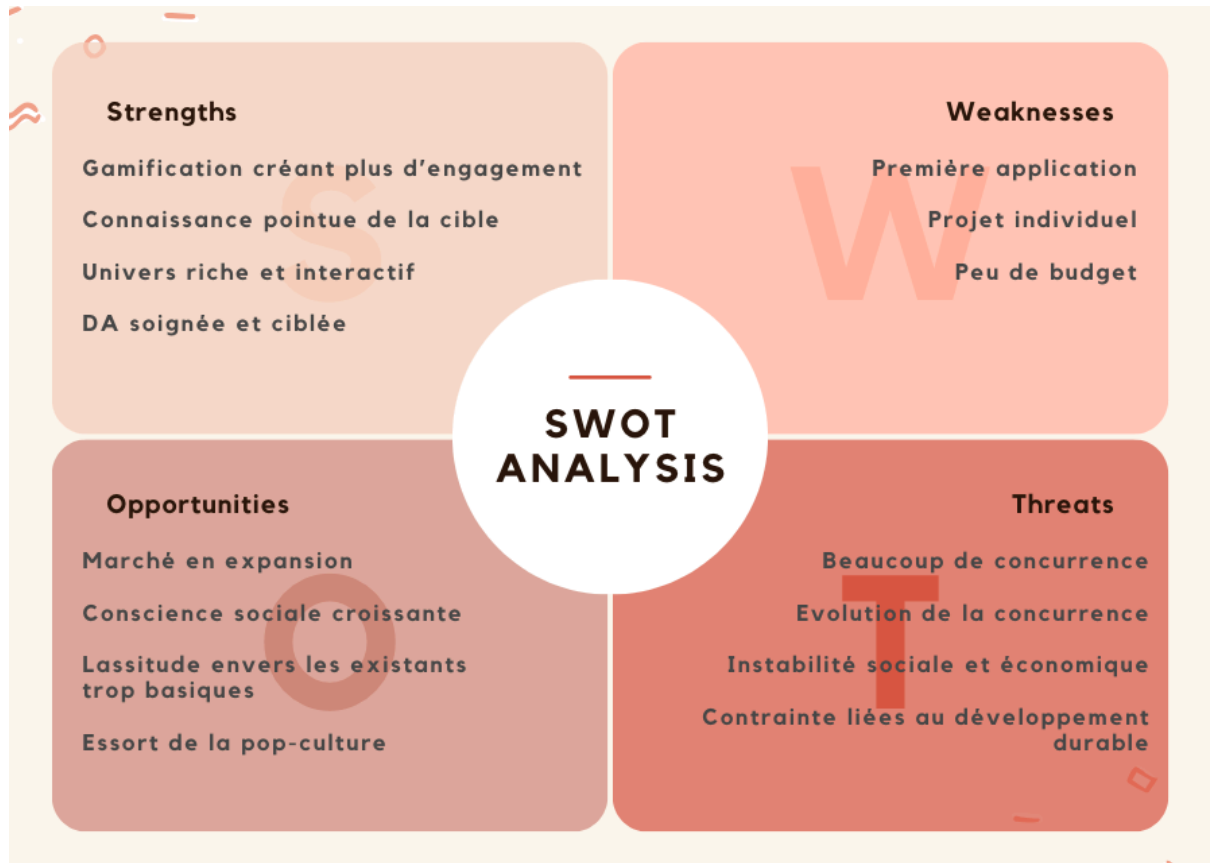 Strengths
Gamification créant plus d’engagement
Connaissance pointue de la cible
Univers riche et interactif
DA soignée et ciblée
S
Weaknesses
Première application
Projet individuel
Peu de budget
W
SWOT
ANALYSIS
Opportunities
Marché en expansion
Conscience sociale croissante
Lassitude envers les existants
trop basiques
Essort de la pop-culture
O
Threats
Beaucoup de concurrence
Evolution de la concurrence
Instabilité sociale et économique
Contrainte liées au développement
durable
T